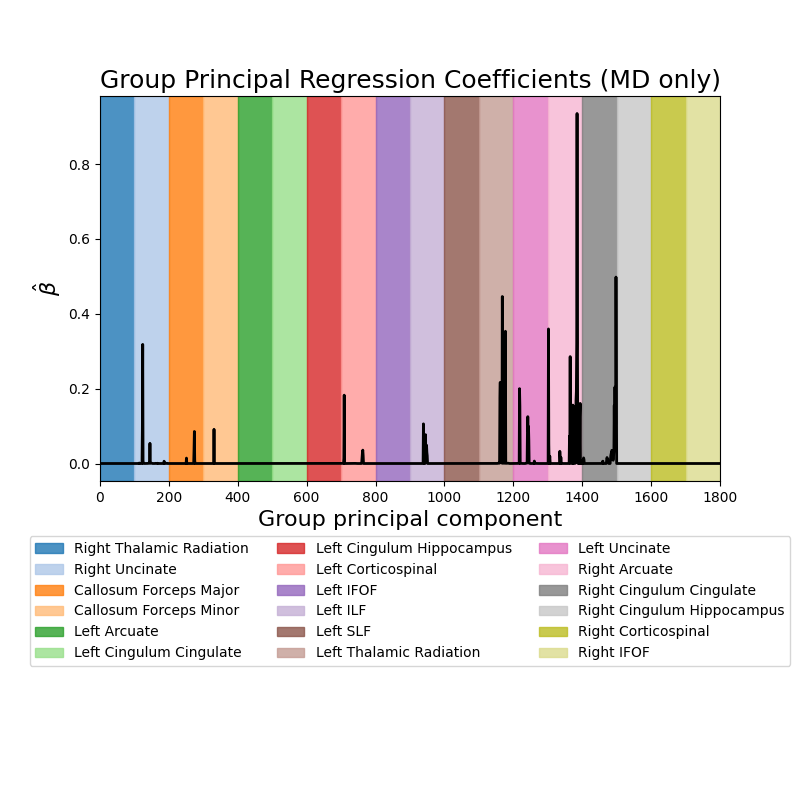 Group Principal Regression Coefficients (MD only)
0.8
0.6
0.4
0.2
0.0
β̂
0 200 400 600 800 1000 1200 1400 1600 1800
Group principal component
Right Thalamic Radiation Left Cingulum Hippocampus Left Uncinate
Right Uncinate Left Corticospinal Right Arcuate
Callosum Forceps Major Left IFOF Right Cingulum Cingulate
Callosum Forceps Minor Left ILF Right Cingulum Hippocampus
Left Arcuate Left SLF Right Corticospinal
Left Cingulum Cingulate Left Thalamic Radiation Right IFOF